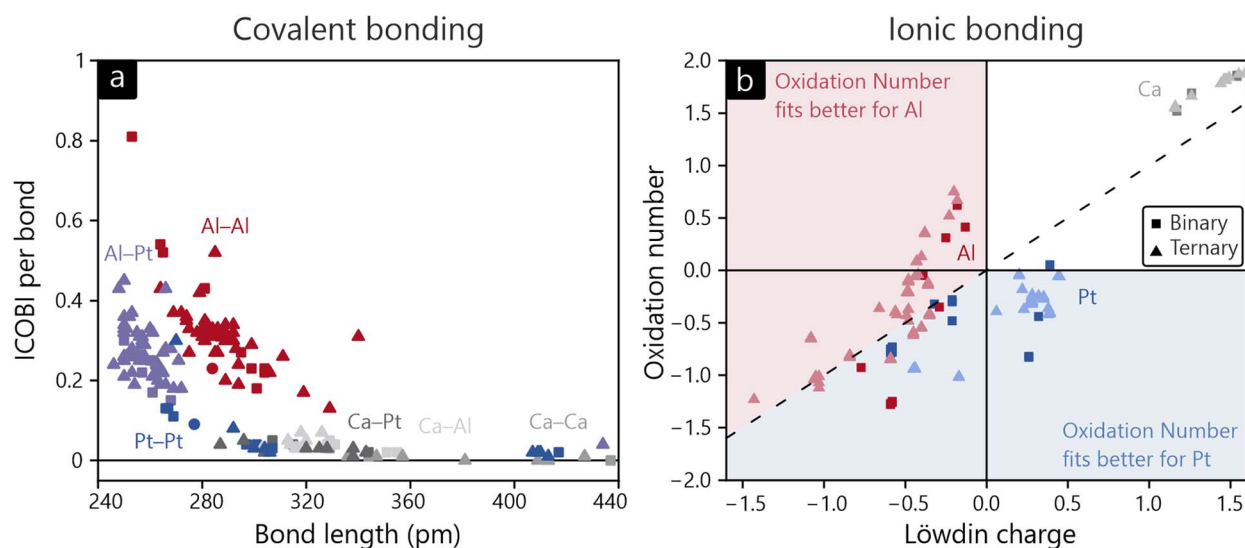 Covalent bonding
a
1
0.8
0.6
0.4
0.2
0
ICOBI per bond
Al–Al
Al–Pt
Pt–Pt
Ca–Pt
Ca–Al
Ca–Ca
240
280
320
360
400
440
Bond length (pm)
Ionic bonding
b
2.0
1.5
1.0
0.5
0.0
−0.5
−1.0
−1.5
−2.0
Oxidation number
Oxidation Number
fits better for Al
Ca
Binary
Ternary
Al
Pt
Oxidation Number
fits better for Pt
−1.5
−1.0
−0.5
0.0
0.5
1.0
1.5
Löwdin charge